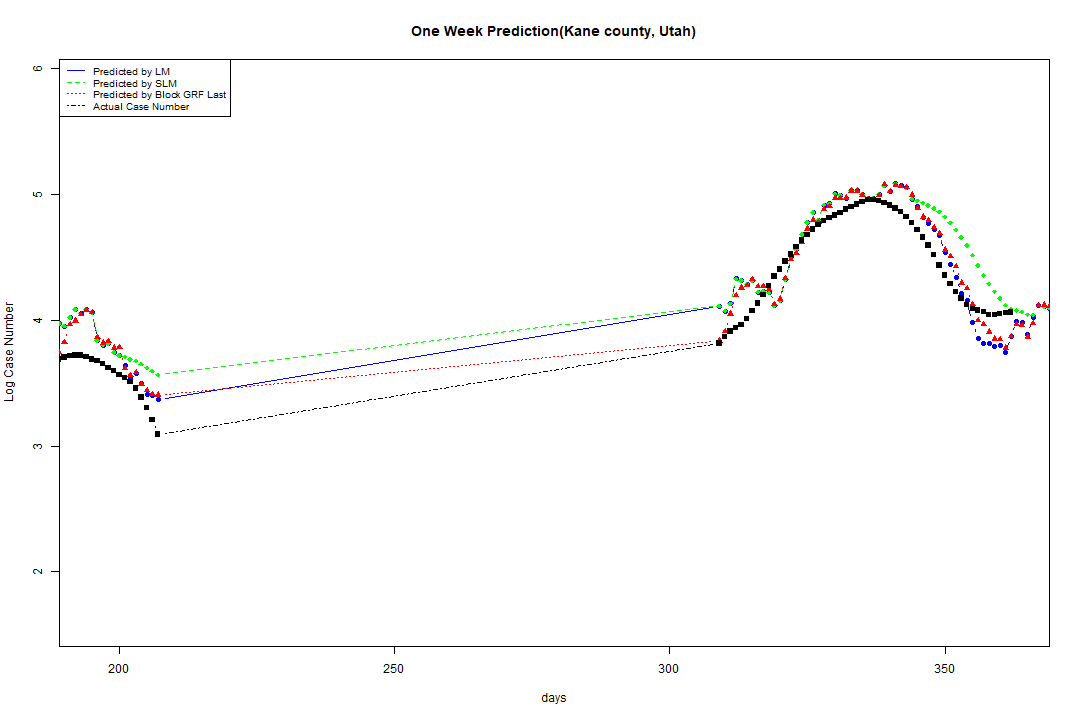 One Week Prediction(Kane county, Utah)
Predicted by LM
Predicted by SLM
Predicted by Block GRF Last
Actual Case Number
6
5
4
3
2
Log Case Number
200 250 300 350
days